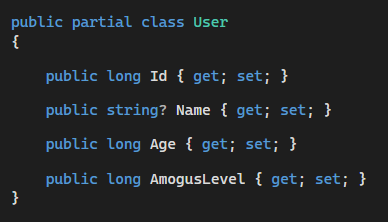 public partial class User
{
public long Id { get; set; }
public string? Name { get; set; }
public long Age { get; set; }
public long AmogusLevel { get; set; }
}